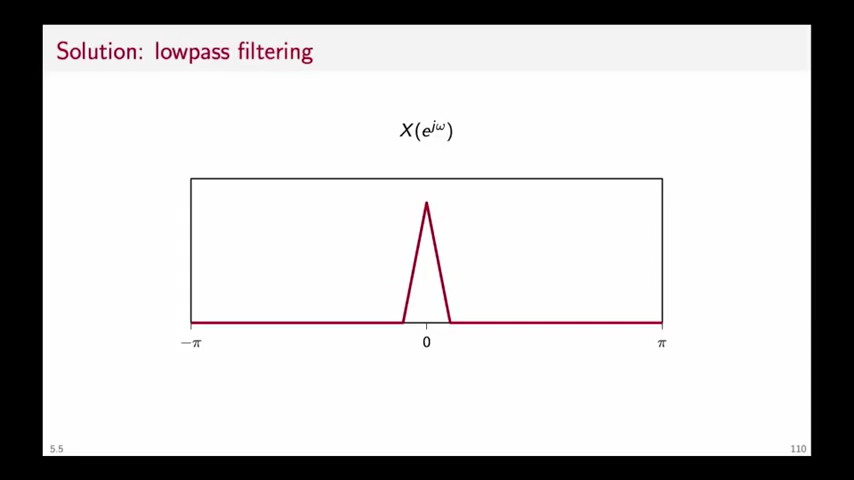 Solution: lowpass filtering
X(e^{jω})
−π 0 π
5.5 110